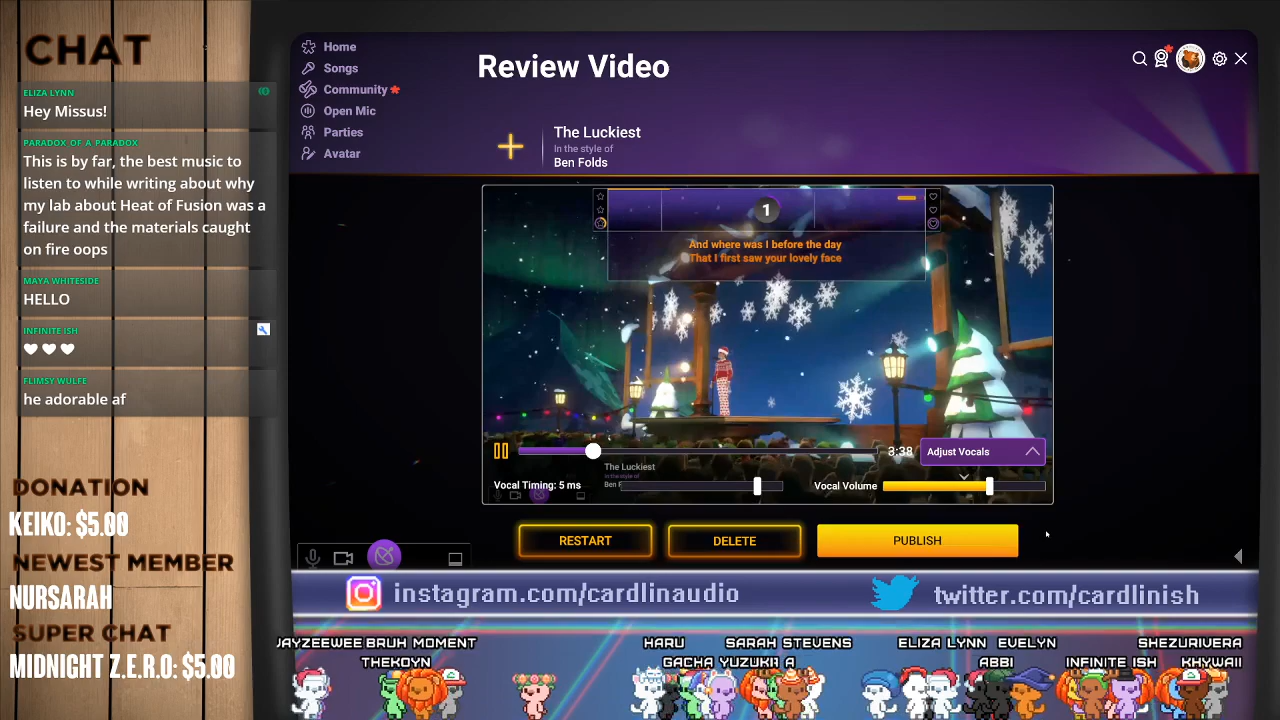 CHAT
ELIZA LYNN
Hey Missus!
PARADOX OF A PARADOX
This is by far, the best music to
listen to while writing about why
my lab about Heat of Fusion was a
failure and the materials caught
on fire oops
MAYA WHITESIDE
HELLO
INFINITE ISH
FLIMSY WULFE
he adorable af
DONATION
KEIKO: $5.00
NEWEST MEMBER
NURSARAH
SUPER CHAT
MIDNIGHT Z.E.R.O: $5.00
Home
Songs
Community
Open Mic
Parties
Avatar
Review Video
The Luckiest
In the style of
Ben Folds
1
And where was I before the day
That I first saw your lovely face
3:38
Adjust Vocals
The Luckiest
In the style of
Ben F
Vocal Timing: 5 ms
Vocal Volume
RESTART
DELETE
PUBLISH
instagram.com/cardlinaudio
twitter.com/cardlinish
JAYZEEWEE BRUH MOMENT
HARU
SARAH STEVENS
ELIZA LYNN
EVELYN
SHEZURIVERA
THEKOYN
GACHA YUZUKI
A
ABBI
INFINITE ISH
KHYWAII